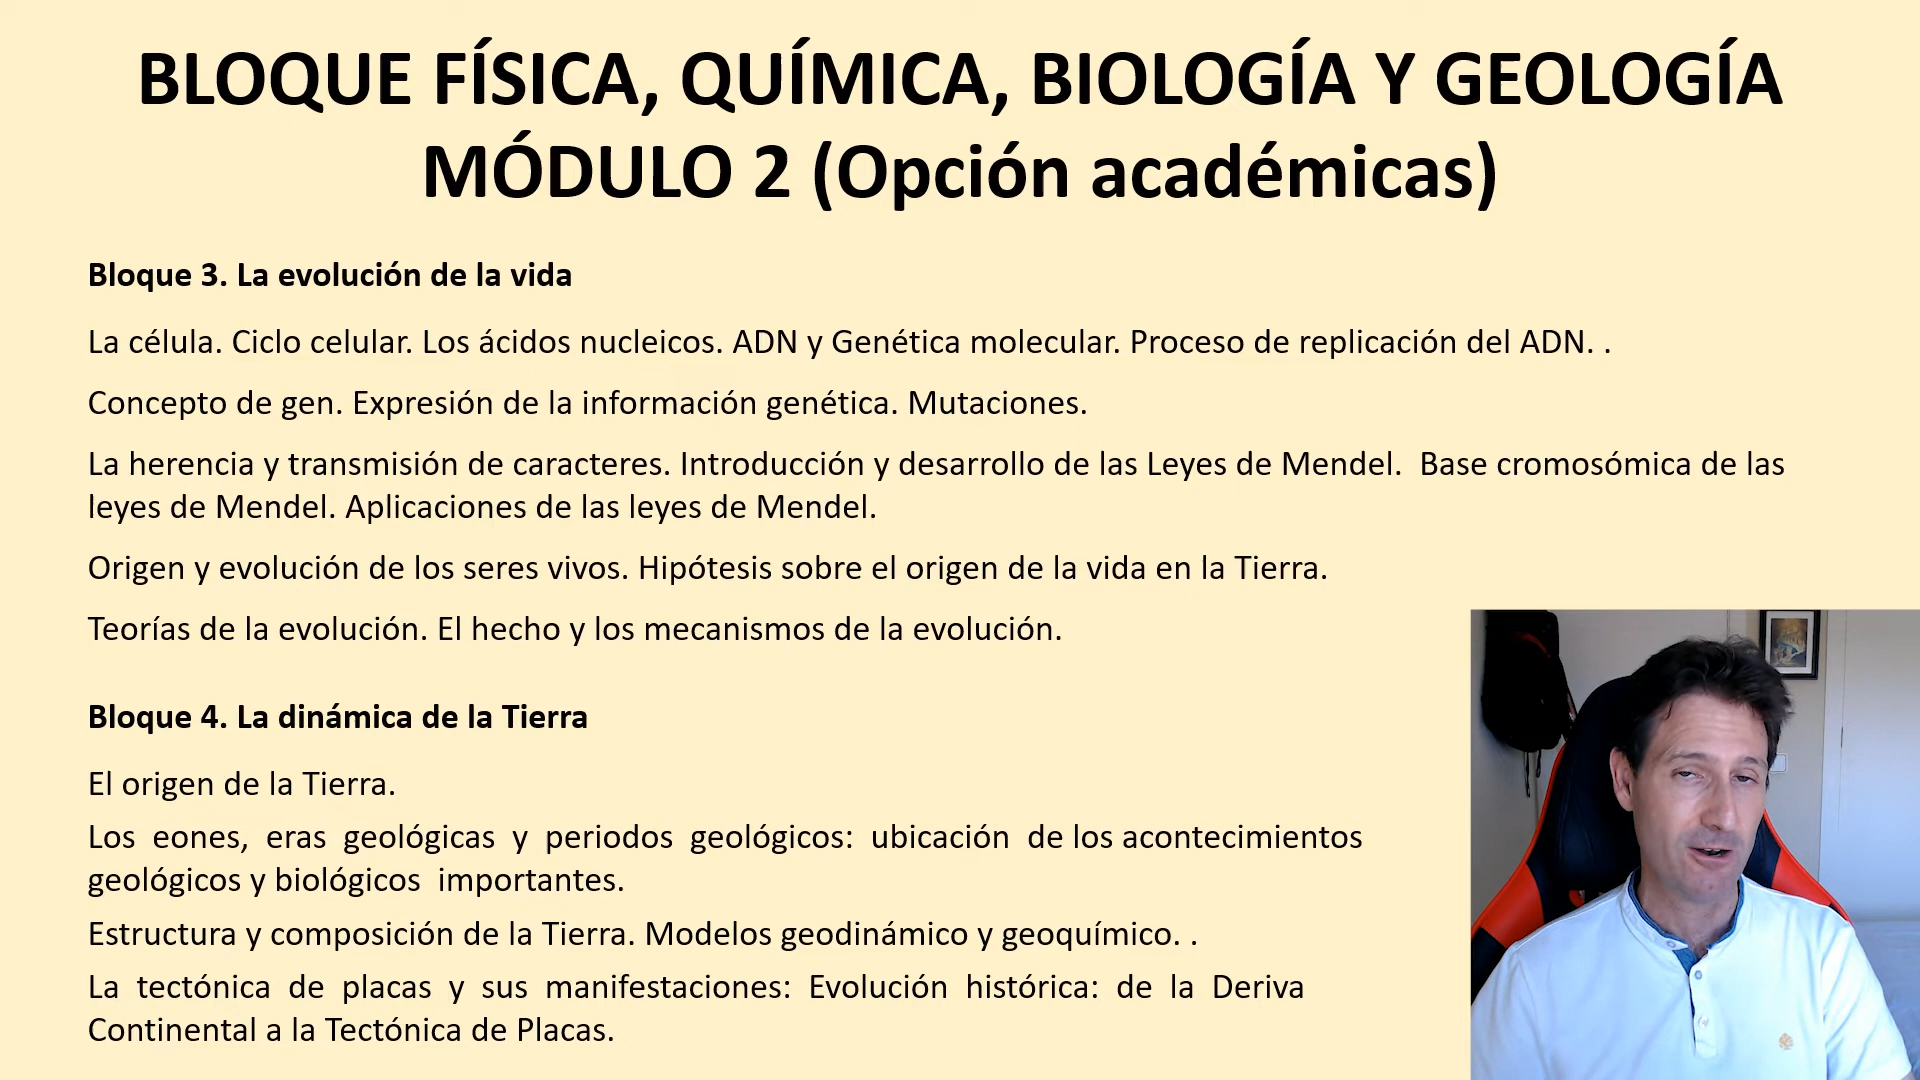 BLOQUE FÍSICA, QUÍMICA, BIOLOGÍA Y GEOLOGÍA
MÓDULO 2 (Opción académicas)
Bloque 3. La evolución de la vida
La célula. Ciclo celular. Los ácidos nucleicos. ADN y Genética molecular. Proceso de replicación del ADN. .
Concepto de gen. Expresión de la información genética. Mutaciones.
La herencia y transmisión de caracteres. Introducción y desarrollo de las Leyes de Mendel. Base cromosómica de las
leyes de Mendel. Aplicaciones de las leyes de Mendel.
Origen y evolución de los seres vivos. Hipótesis sobre el origen de la vida en la Tierra.
Teorías de la evolución. El hecho y los mecanismos de la evolución.
Bloque 4. La dinámica de la Tierra
El origen de la Tierra.
Los eones, eras geológicas y periodos geológicos: ubicación de los acontecimientos
geológicos y biológicos importantes.
Estructura y composición de la Tierra. Modelos geodinámico y geoquímico. .
La tectónica de placas y sus manifestaciones: Evolución histórica: de la Deriva
Continental a la Tectónica de Placas.